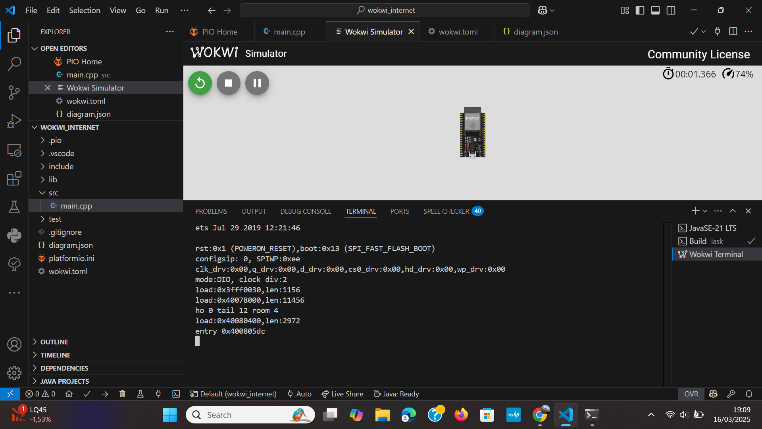 File Edit Selection View Go Run ··· wokwi_internet
EXPLORER ···
OPEN EDITORS
PIO Home
main.cpp src
Wokwi Simulator
wokwi.toml
{} diagram.json
WOKWI_INTERNET
.pio
.vscode
include
lib
src
main.cpp
test
.gitignore
{} diagram.json
platformio.ini
wokwi.toml
OUTLINE
TIMELINE
DEPENDENCIES
JAVA PROJECTS
PIO Home main.cpp Wokwi Simulator wokwi.toml {} diagram.json
WOKWi Simulator Community License
00:01.366 74%
PROBLEMS OUTPUT DEBUG CONSOLE TERMINAL PORTS SPELL CHECKER 40
ets Jul 29 2019 12:21:46
rst:0x1 (POWERON_RESET),boot:0x13 (SPI_FAST_FLASH_BOOT)
configsip: 0, SPIWP:0xee
clk_drv:0x00,q_drv:0x00,d_drv:0x00,cs0_drv:0x00,hd_drv:0x00,wp_drv:0x00
mode:DIO, clock div:2
load:0x3fff0030,len:1156
load:0x40078000,len:11456
ho 0 tail 12 room 4
load:0x40080400,len:2972
entry 0x400805dc
JavaSE-21 LTS
Build Task
Wokwi Terminal
0 0 Default (wokwi_internet) Auto Live Share Java: Ready OVR
1 LQ45
-1,53%
Search
19:09
16/03/2025